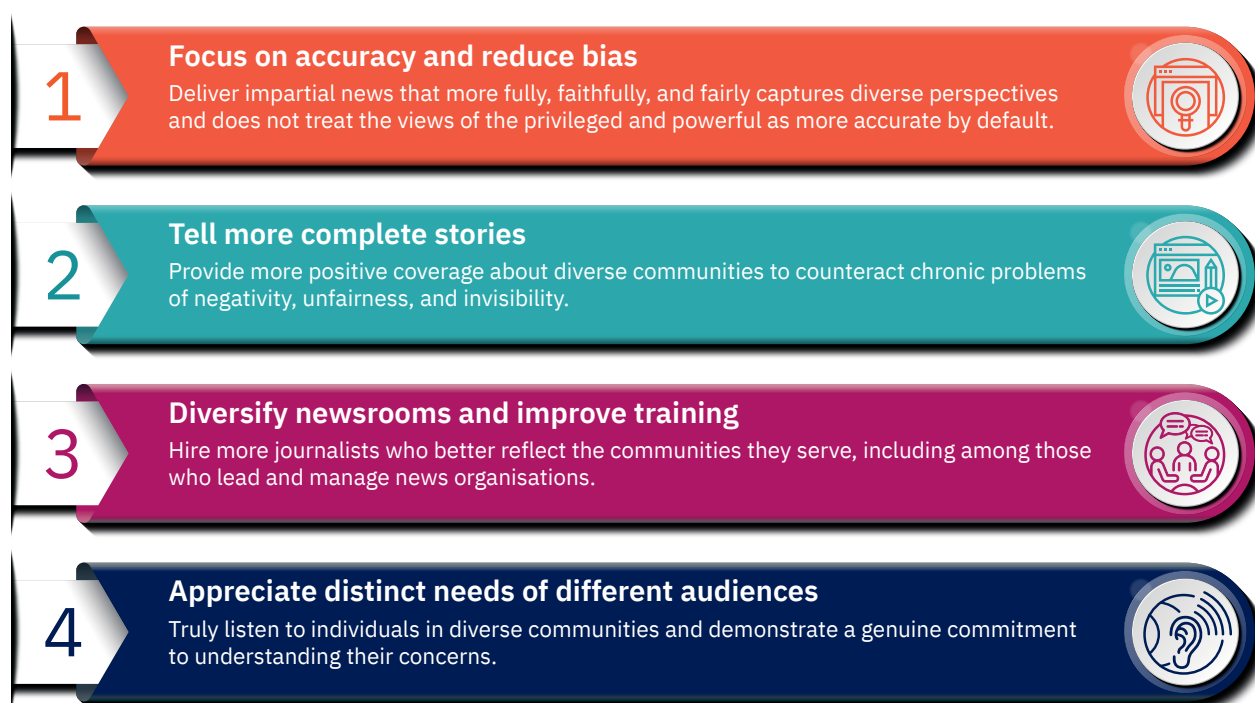 1
Focus on accuracy and reduce bias
Deliver impartial news that more fully, faithfully, and fairly captures diverse perspectives
and does not treat the views of the privileged and powerful as more accurate by default.
2
Tell more complete stories
Provide more positive coverage about diverse communities to counteract chronic problems
of negativity, unfairness, and invisibility.
3
Diversify newsrooms and improve training
Hire more journalists who better reflect the communities they serve, including among those
who lead and manage news organisations.
4
Appreciate distinct needs of different audiences
Truly listen to individuals in diverse communities and demonstrate a genuine commitment
to understanding their concerns.